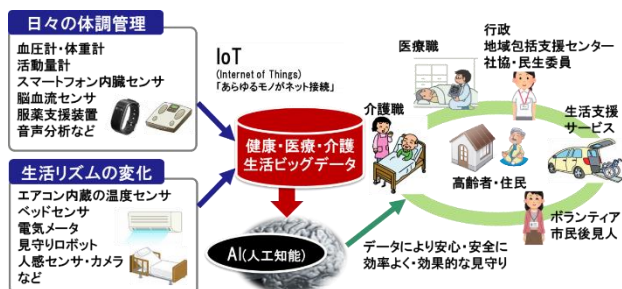 日々の体調管理
血圧計・体重計
活動量計
スマートフォン内臓センサ
脳血流センサ
服薬支援装置
音声分析など
生活リズムの変化
エアコン内蔵の温度センサ
ベッドセンサ
電気メータ
見守りロボット
人感センサ・カメラ
など
IoT
(Internet of Things)
「あらゆるモノがネット接続」
健康・医療・介護
生活ビッグデータ
AI(人工知能)
医療職
行政
地域包括支援センター
社協・民生委員
介護職
生活支援
サービス
高齢者・住民
ボランティア
市民後見人
データにより安心・安全に
効率よく・効果的な見守り